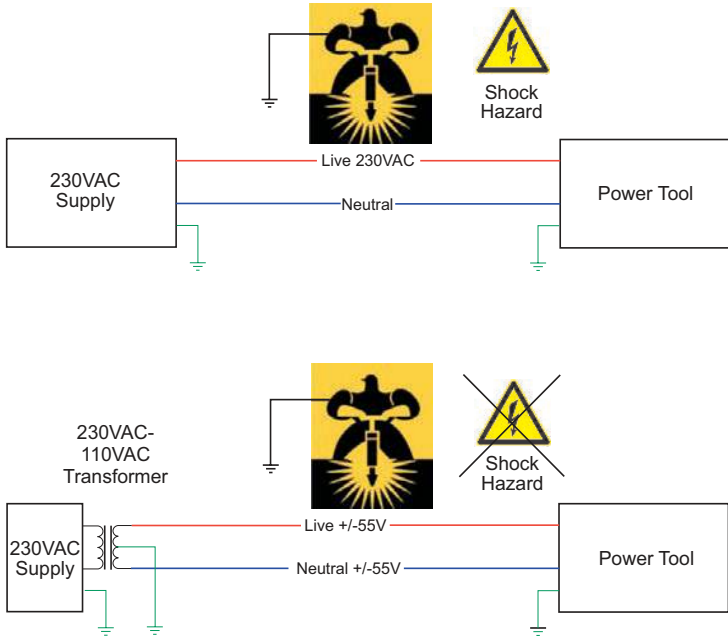 Shock
Hazard
Live 230VAC
230VAC
Supply
Neutral
Power Tool
230VAC-
110VAC
Transformer
Shock
Hazard
Live +/-55V
230VAC
Supply
Neutral +/-55V
Power Tool